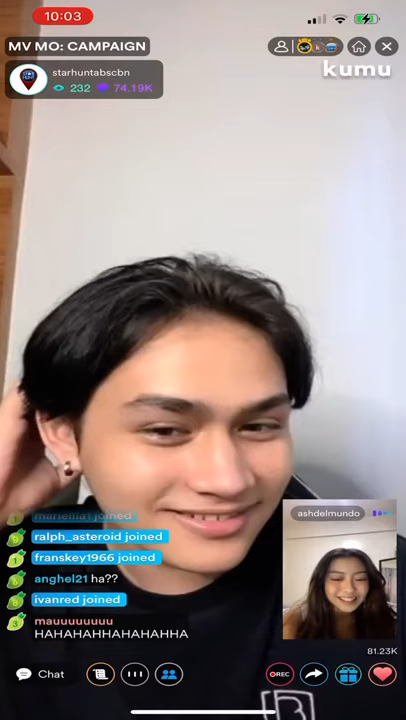 10:03
MV MO: CAMPAIGN
kumu
starhuntabscbn
232 74.19K
ashdelmundo
joined
ralph_asteroid joined
franskey1966 joined
anghel21 ha??
ivanred joined
mauuuuuuuu
HAHAHAHHAHAHAHHA
81.23K
Chat
REC